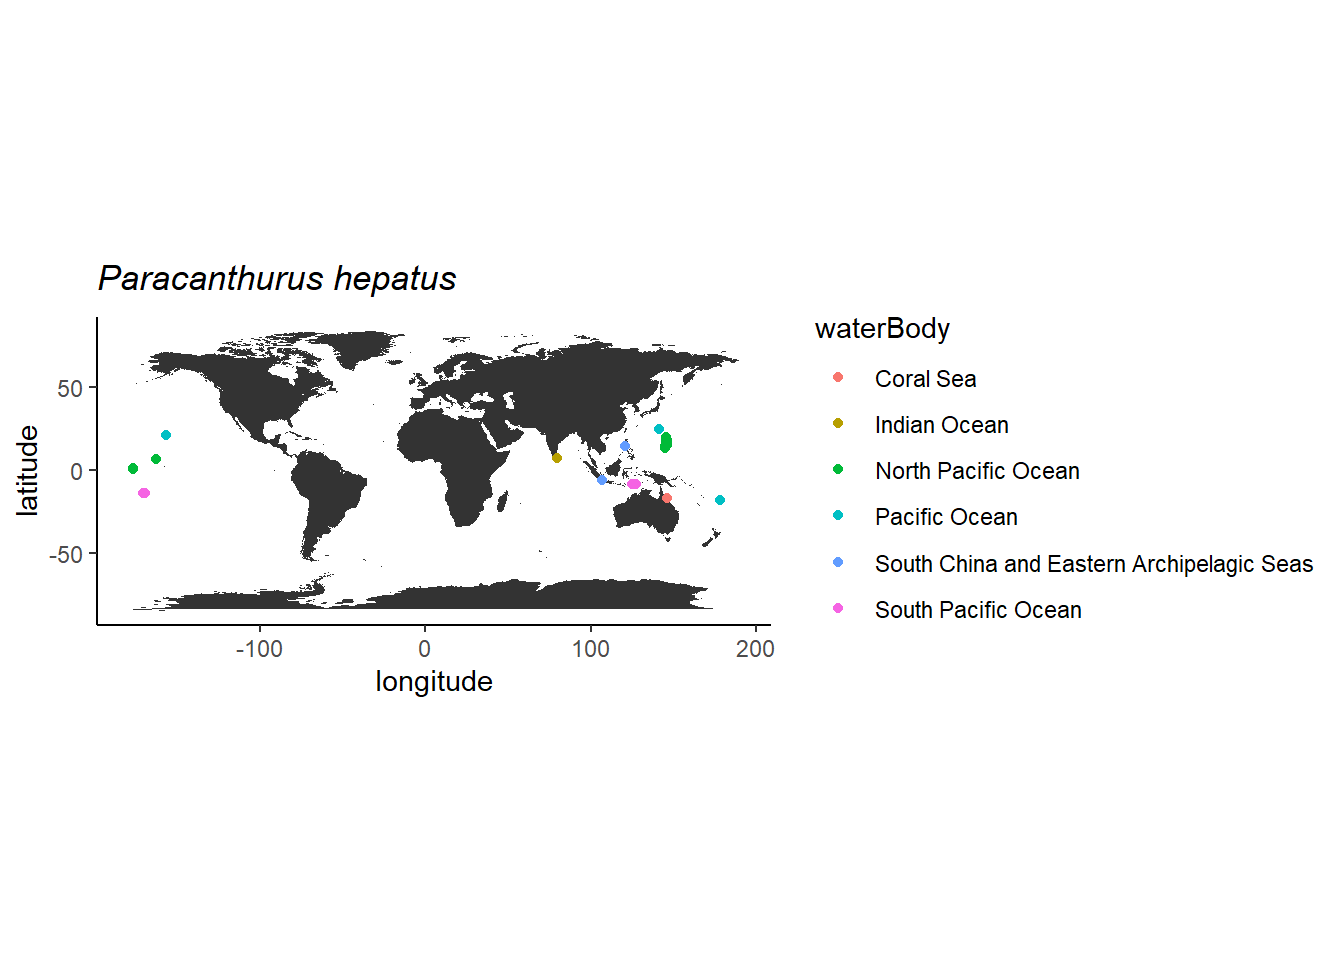 Paracanthurus hepatus
latitude
50
0
-50
-100
0
100
200
longitude
waterBody
Coral Sea
Indian Ocean
North Pacific Ocean
Pacific Ocean
South China and Eastern Archipelagic Seas
South Pacific Ocean